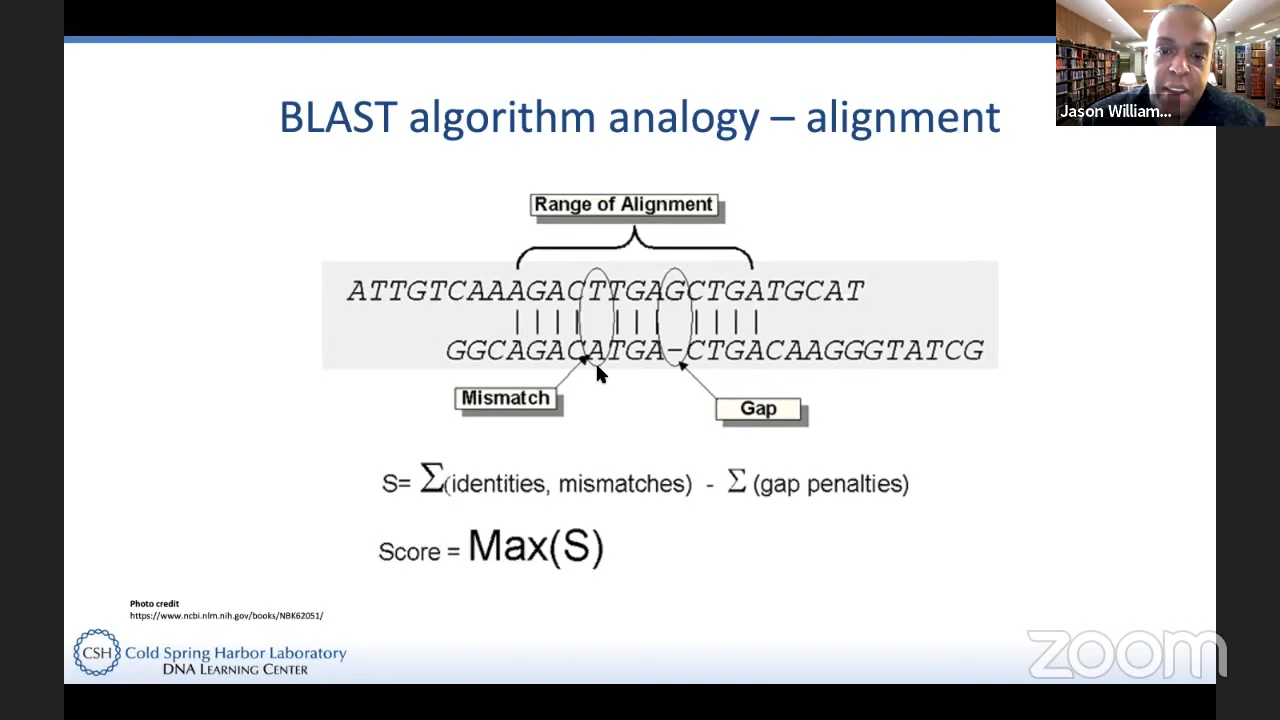 BLAST algorithm analogy – alignment
Jason William...
Range of Alignment
ATTGTCAAAGACTTGAGCTGATGCAT
GGCAGACATGA-CTGACAAGGGTATCG
Mismatch
Gap
S= Σ(identities, mismatches) - Σ (gap penalties)
Score = Max(S)
Photo credit
https://www.ncbi.nlm.nih.gov/books/NBK62051/
CSH Cold Spring Harbor Laboratory
DNA LEARNING CENTER
zoom